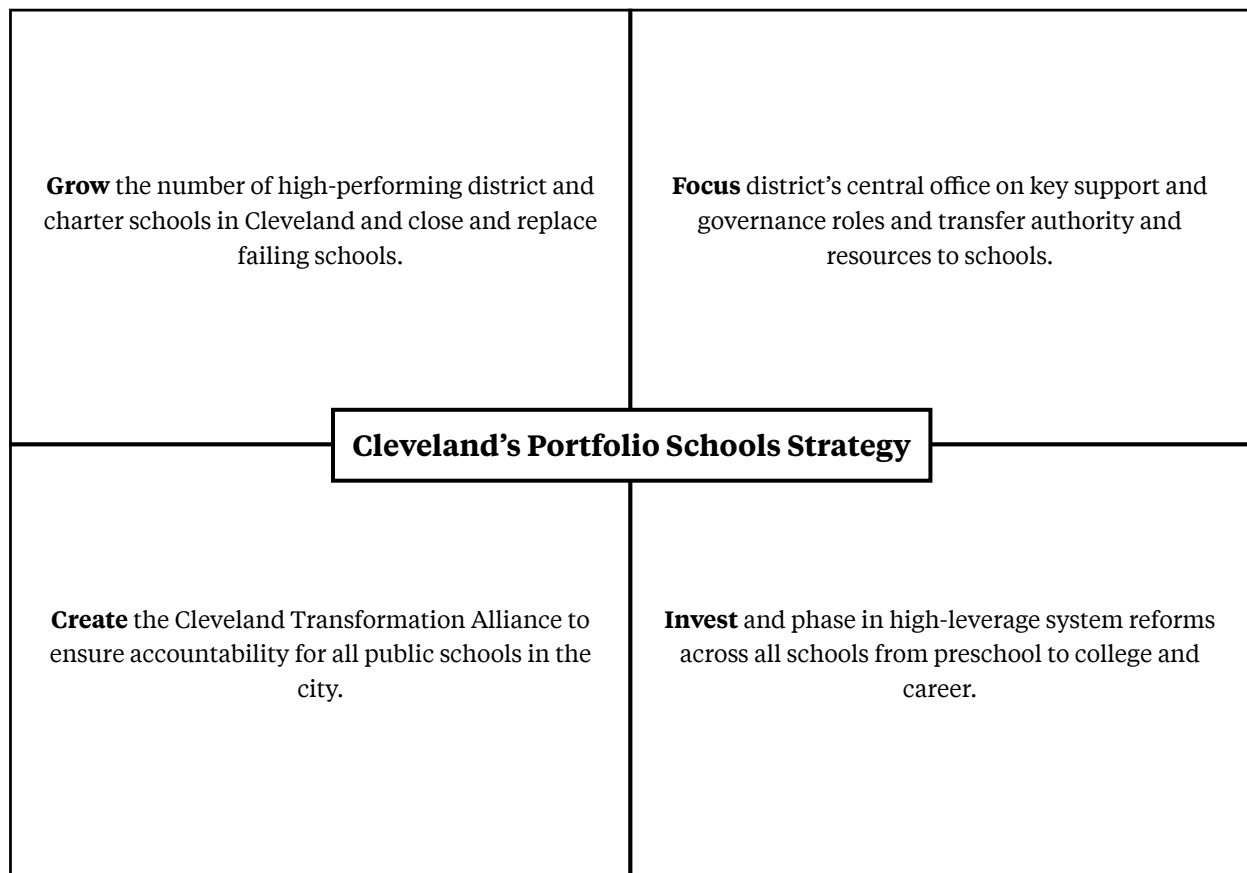 Grow the number of high-performing district and
charter schools in Cleveland and close and replace
failing schools.
Focus district’s central office on key support and
governance roles and transfer authority and
resources to schools.
Cleveland’s Portfolio Schools Strategy
Create the Cleveland Transformation Alliance to
ensure accountability for all public schools in the
city.
Invest and phase in high-leverage system reforms
across all schools from preschool to college and
career.